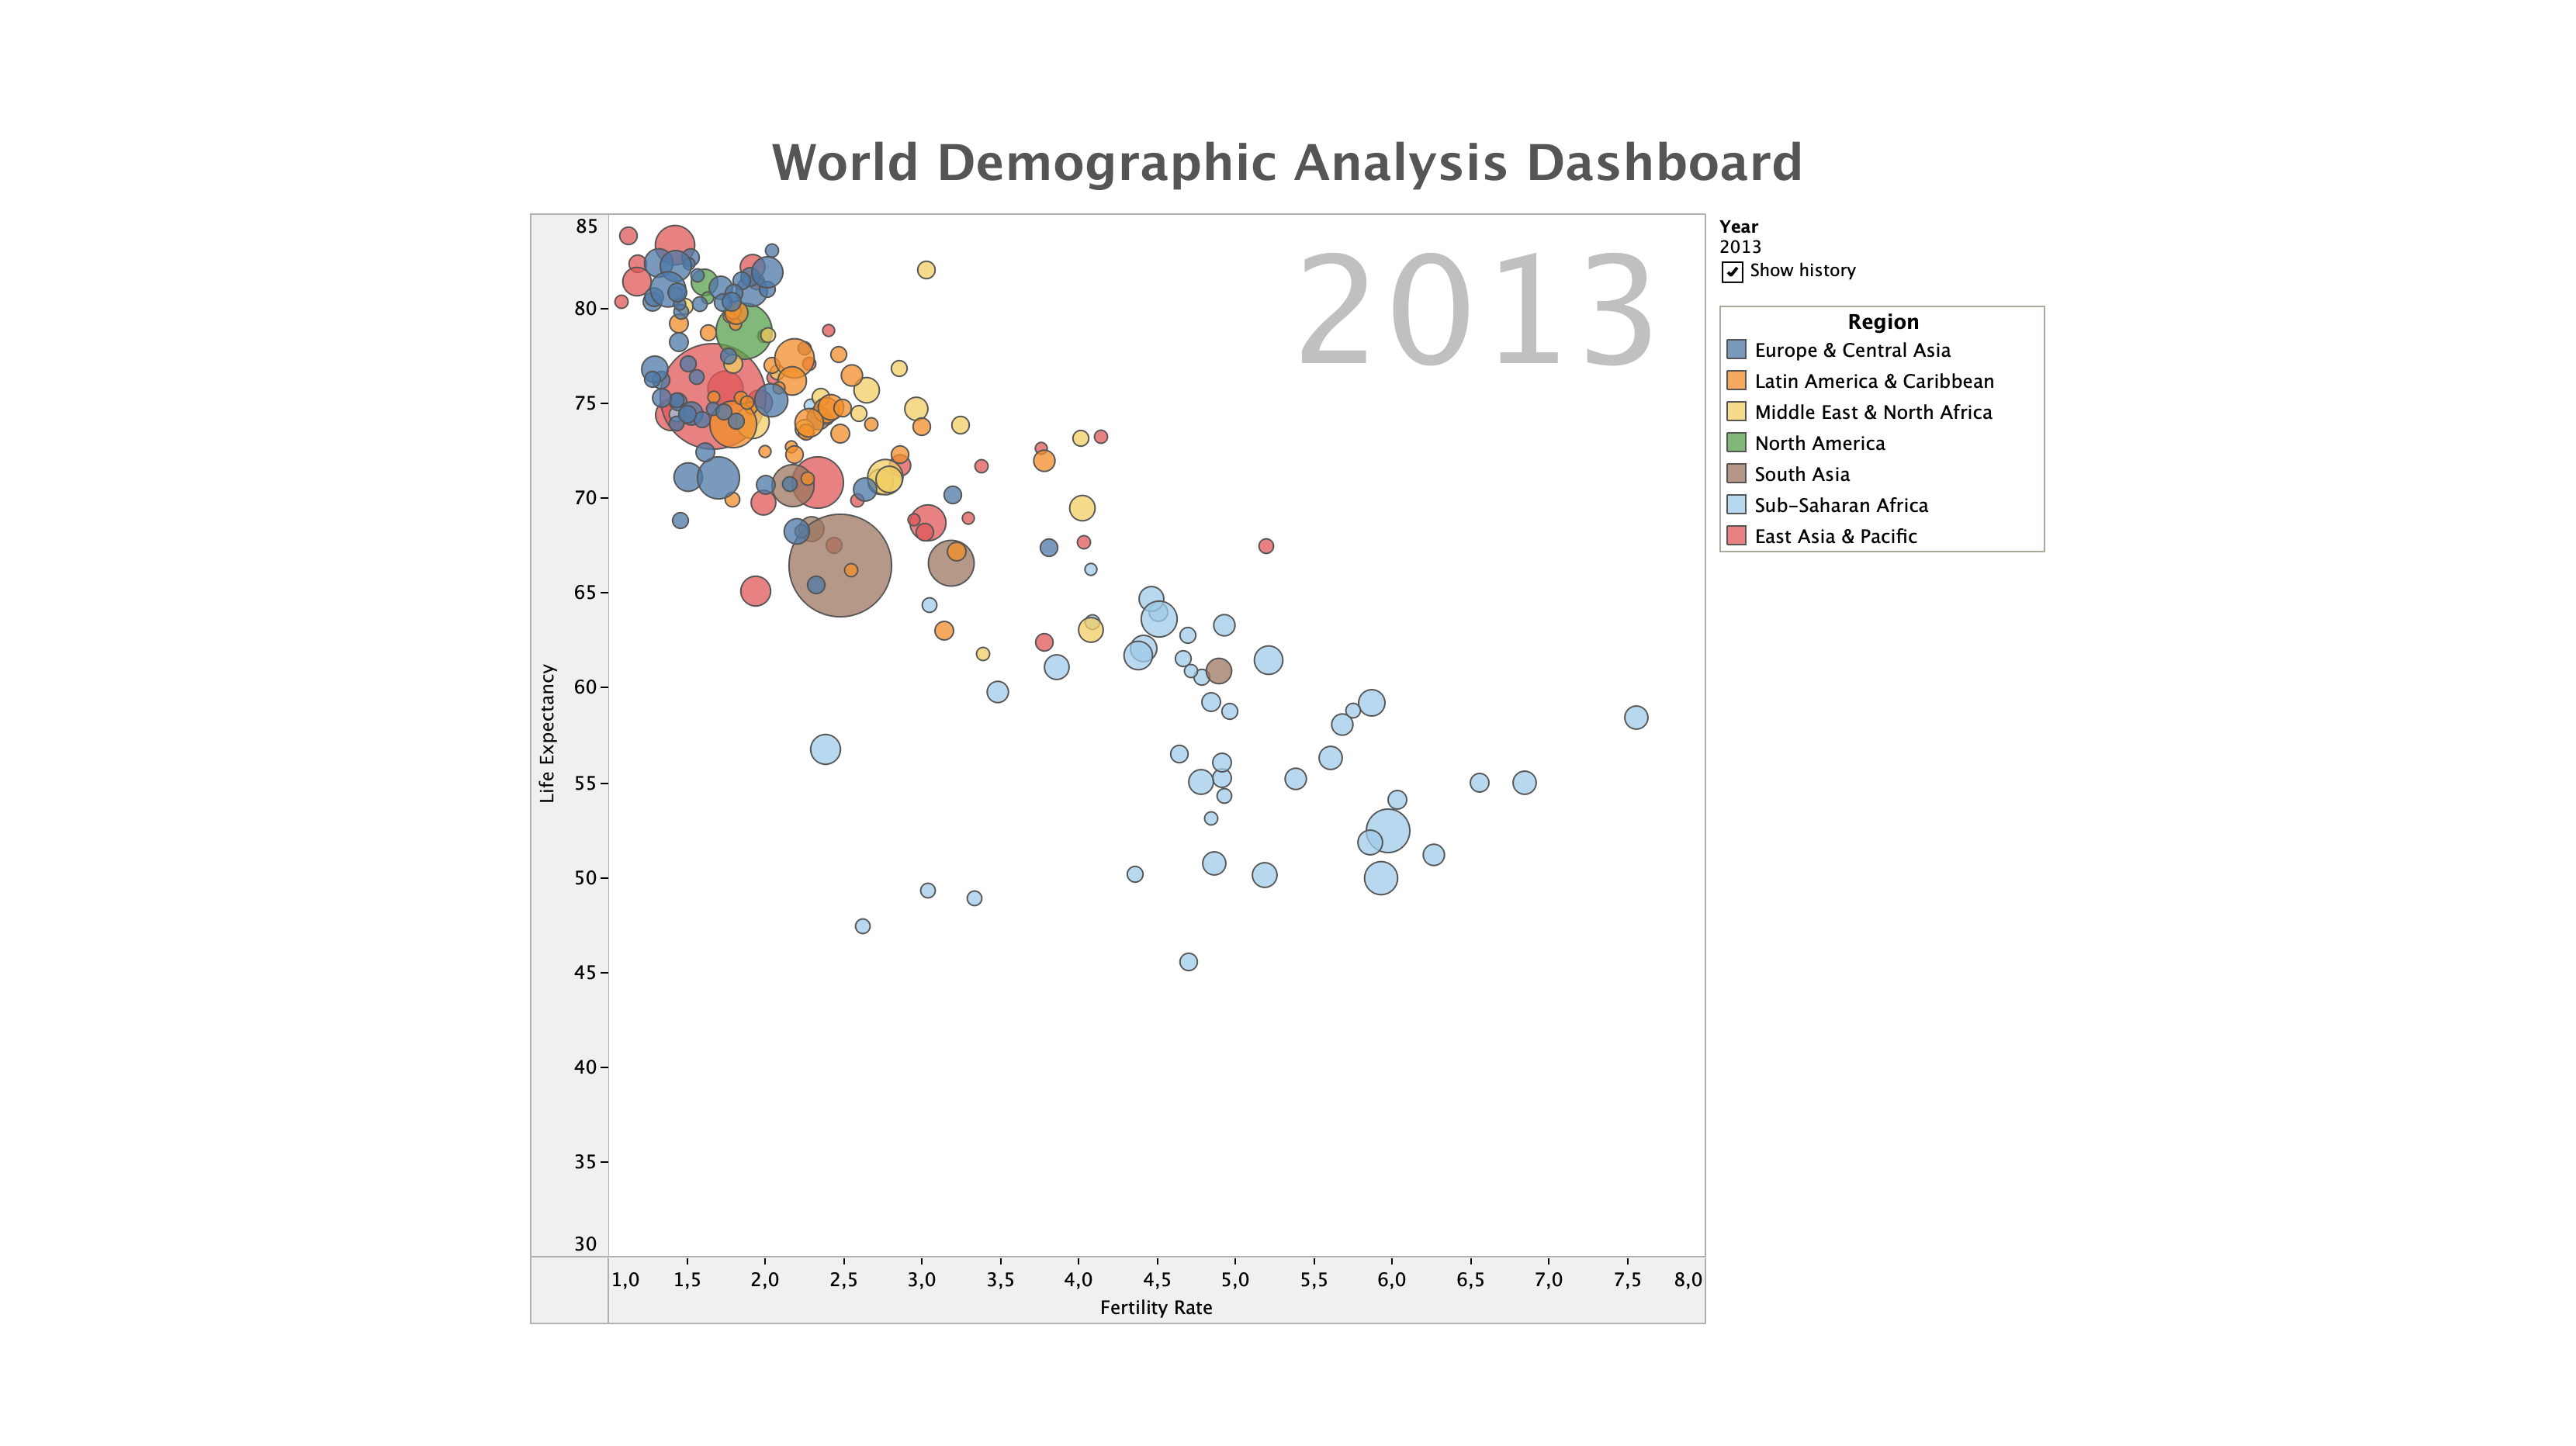 World Demographic Analysis Dashboard
2013
Year
2013
Show history
Region
Europe & Central Asia
Latin America & Caribbean
Middle East & North Africa
North America
South Asia
Sub-Saharan Africa
East Asia & Pacific
Life Expectancy
85
80
75
70
65
60
55
50
45
40
35
30
1,0 1,5 2,0 2,5 3,0 3,5 4,0 4,5 5,0 5,5 6,0 6,5 7,0 7,5 8,0
Fertility Rate